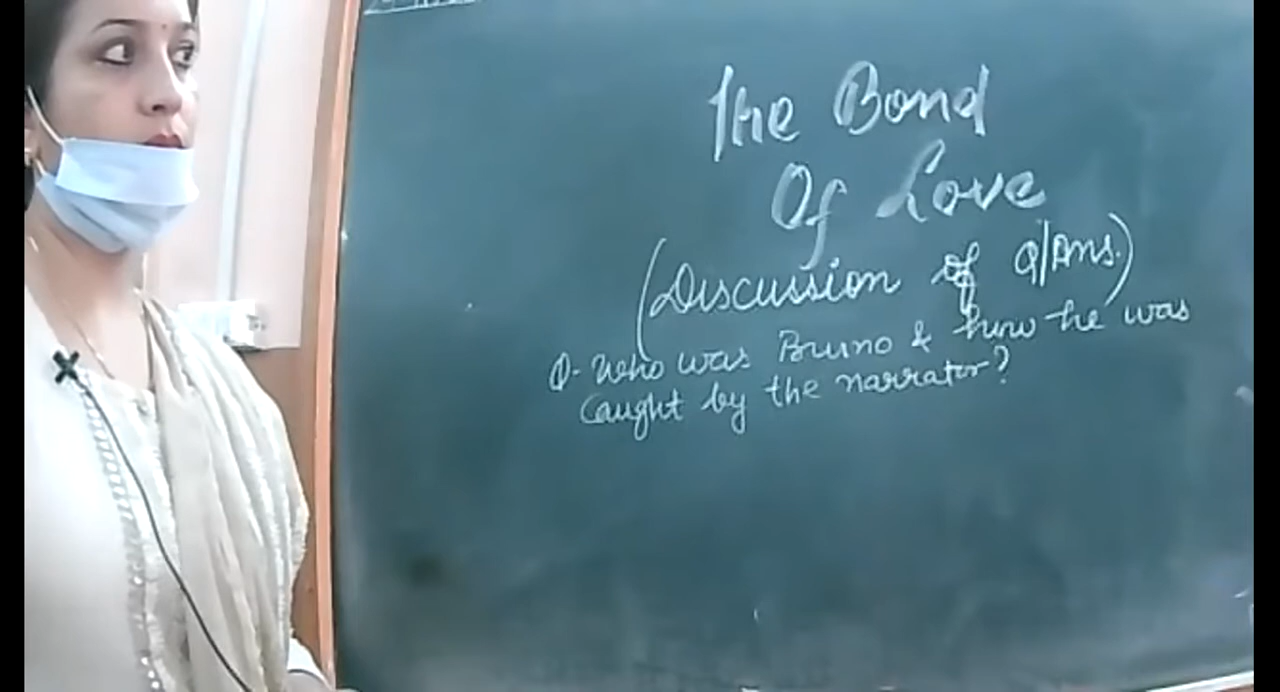 The Bond
Of Love
(Discussion of Q/Ans.)
Q- Who was Bruno & how he was
caught by the narrator?